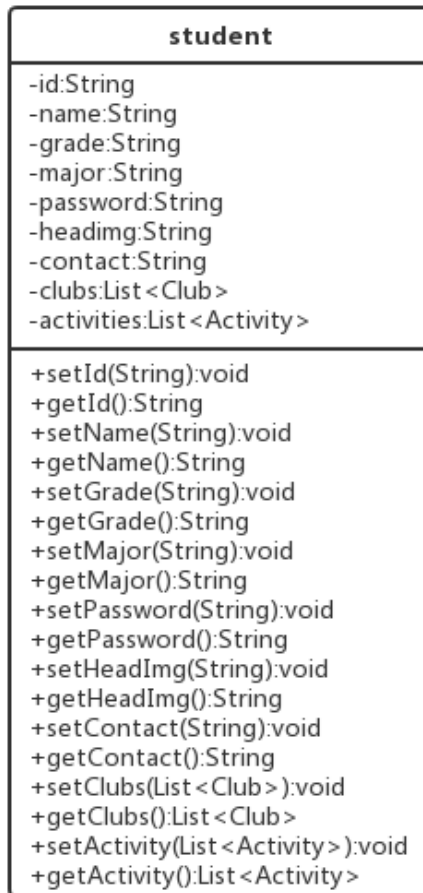 student
-id:String
-name:String
-grade:String
-major:String
-password:String
-headimg:String
-contact:String
-clubs:List<Club>
-activities:List<Activity>
+setId(String):void
+getId():String
+setName(String):void
+getName():String
+setGrade(String):void
+getGrade():String
+setMajor(String):void
+getMajor():String
+setPassword(String):void
+getPassword():String
+setHeadImg(String):void
+getHeadImg():String
+setContact(String):void
+getContact():String
+setClubs(List<Club>):void
+getClubs():List<Club>
+setActivity(List<Activity>):void
+getActivity():List<Activity>